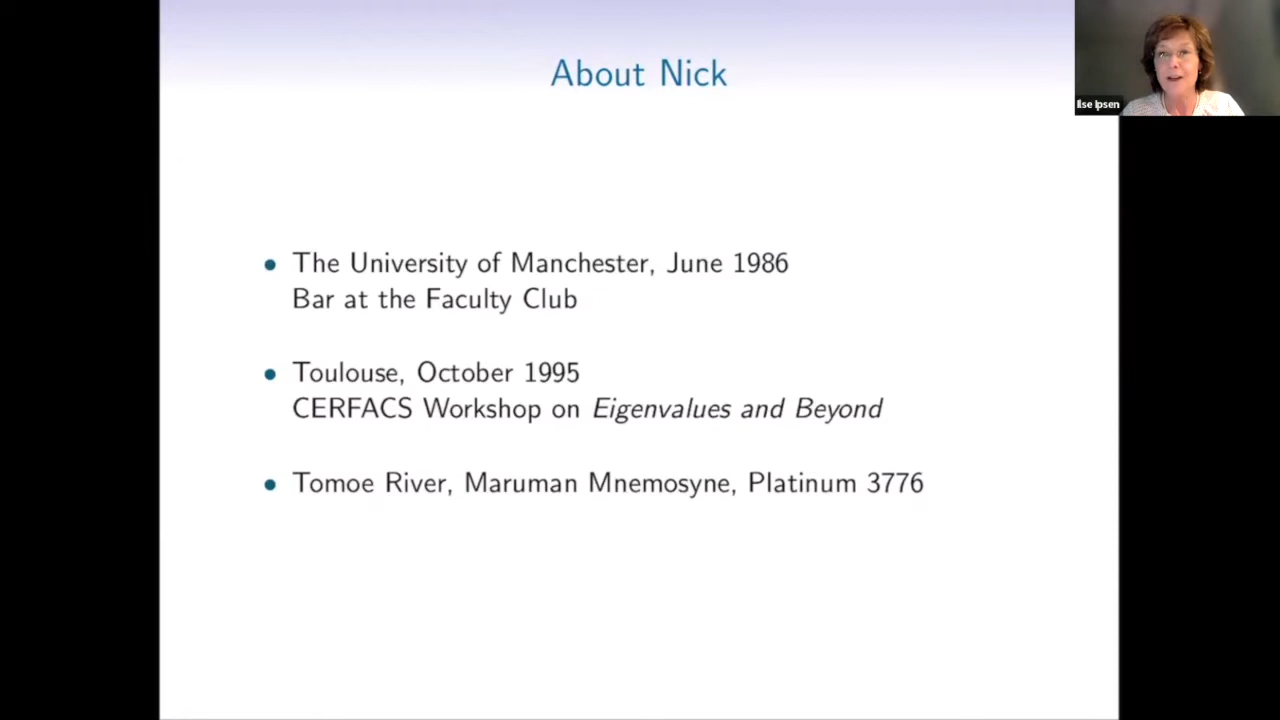 About Nick
Ilse Ipsen
The University of Manchester, June 1986
Bar at the Faculty Club
Toulouse, October 1995
CERFACS Workshop on Eigenvalues and Beyond
Tomoe River, Maruman Mnemosyne, Platinum 3776